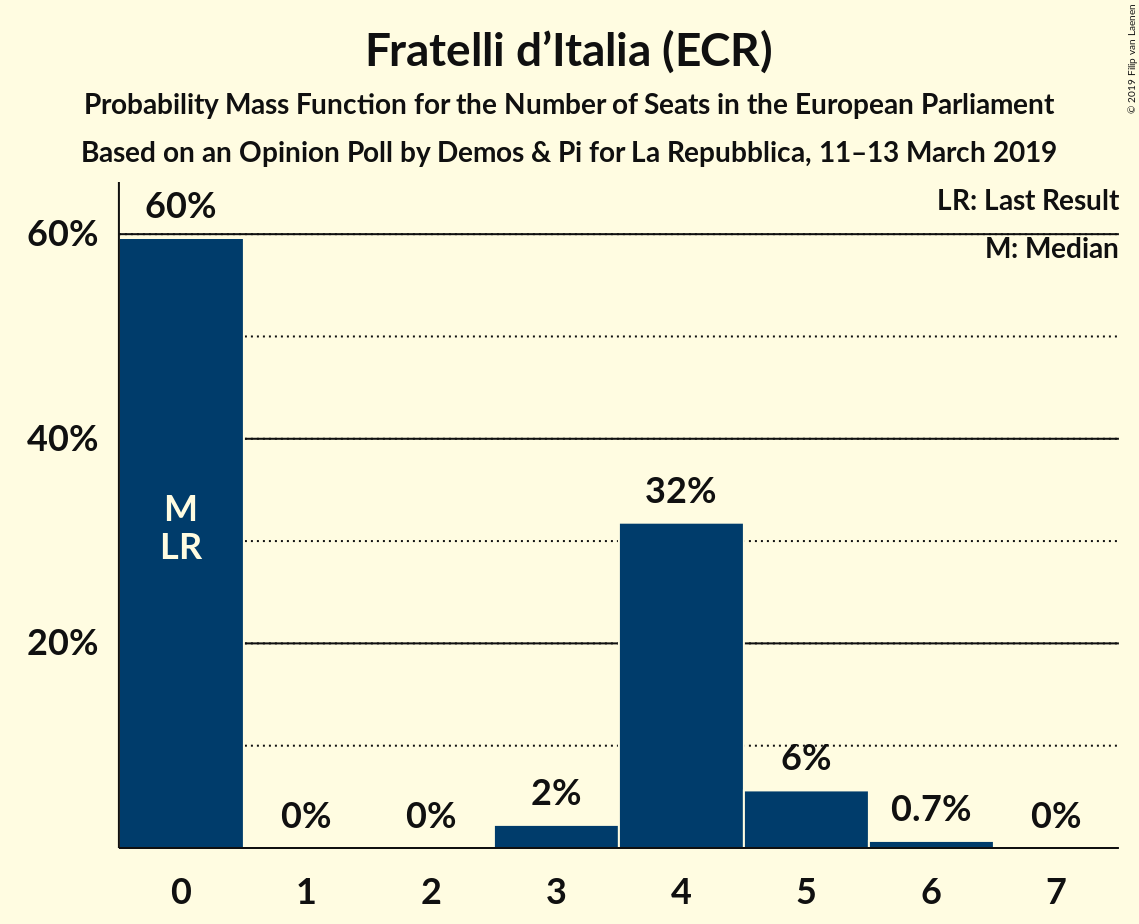 Fratelli d’Italia (ECR)
Probability Mass Function for the Number of Seats in the European Parliament
Based on an Opinion Poll by Demos & Pi for La Repubblica, 11–13 March 2019
© 2019 Filip van Laenen
LR: Last Result
M: Median
60%
40%
20%
60%
M
LR
0%
0%
2%
32%
6%
0.7%
0%
0 1 2 3 4 5 6 7